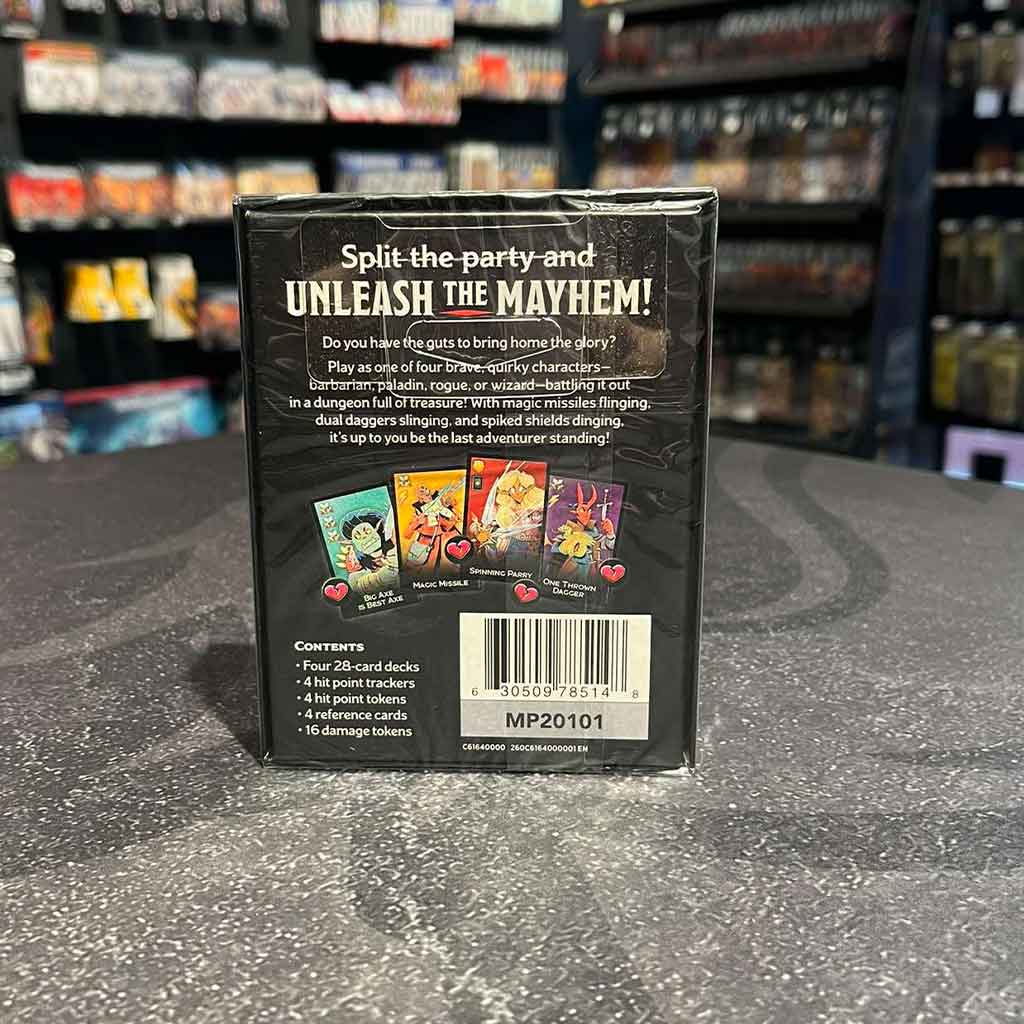 Split the party and
UNLEASH THE MAYHEM!
Do you have the guts to bring home the glory?
Play as one of four brave, quirky characters—
barbarian, paladin, rogue, or wizard—battling it out
in a dungeon full of treasure! With magic missiles flinging,
dual daggers slinging, and spiked shields dinging,
it's up to you be the last adventurer standing!
BIG AXE
IS BEST AXE
MAGIC MISSILE
SPINNING PARRY
ONE THROWN
DAGGER
CONTENTS
• Four 28-card decks
• 4 hit point trackers
• 4 hit point tokens
• 4 reference cards
• 16 damage tokens
6 30509 78514 8
MP20101
C61640000 260C6164000001 EN